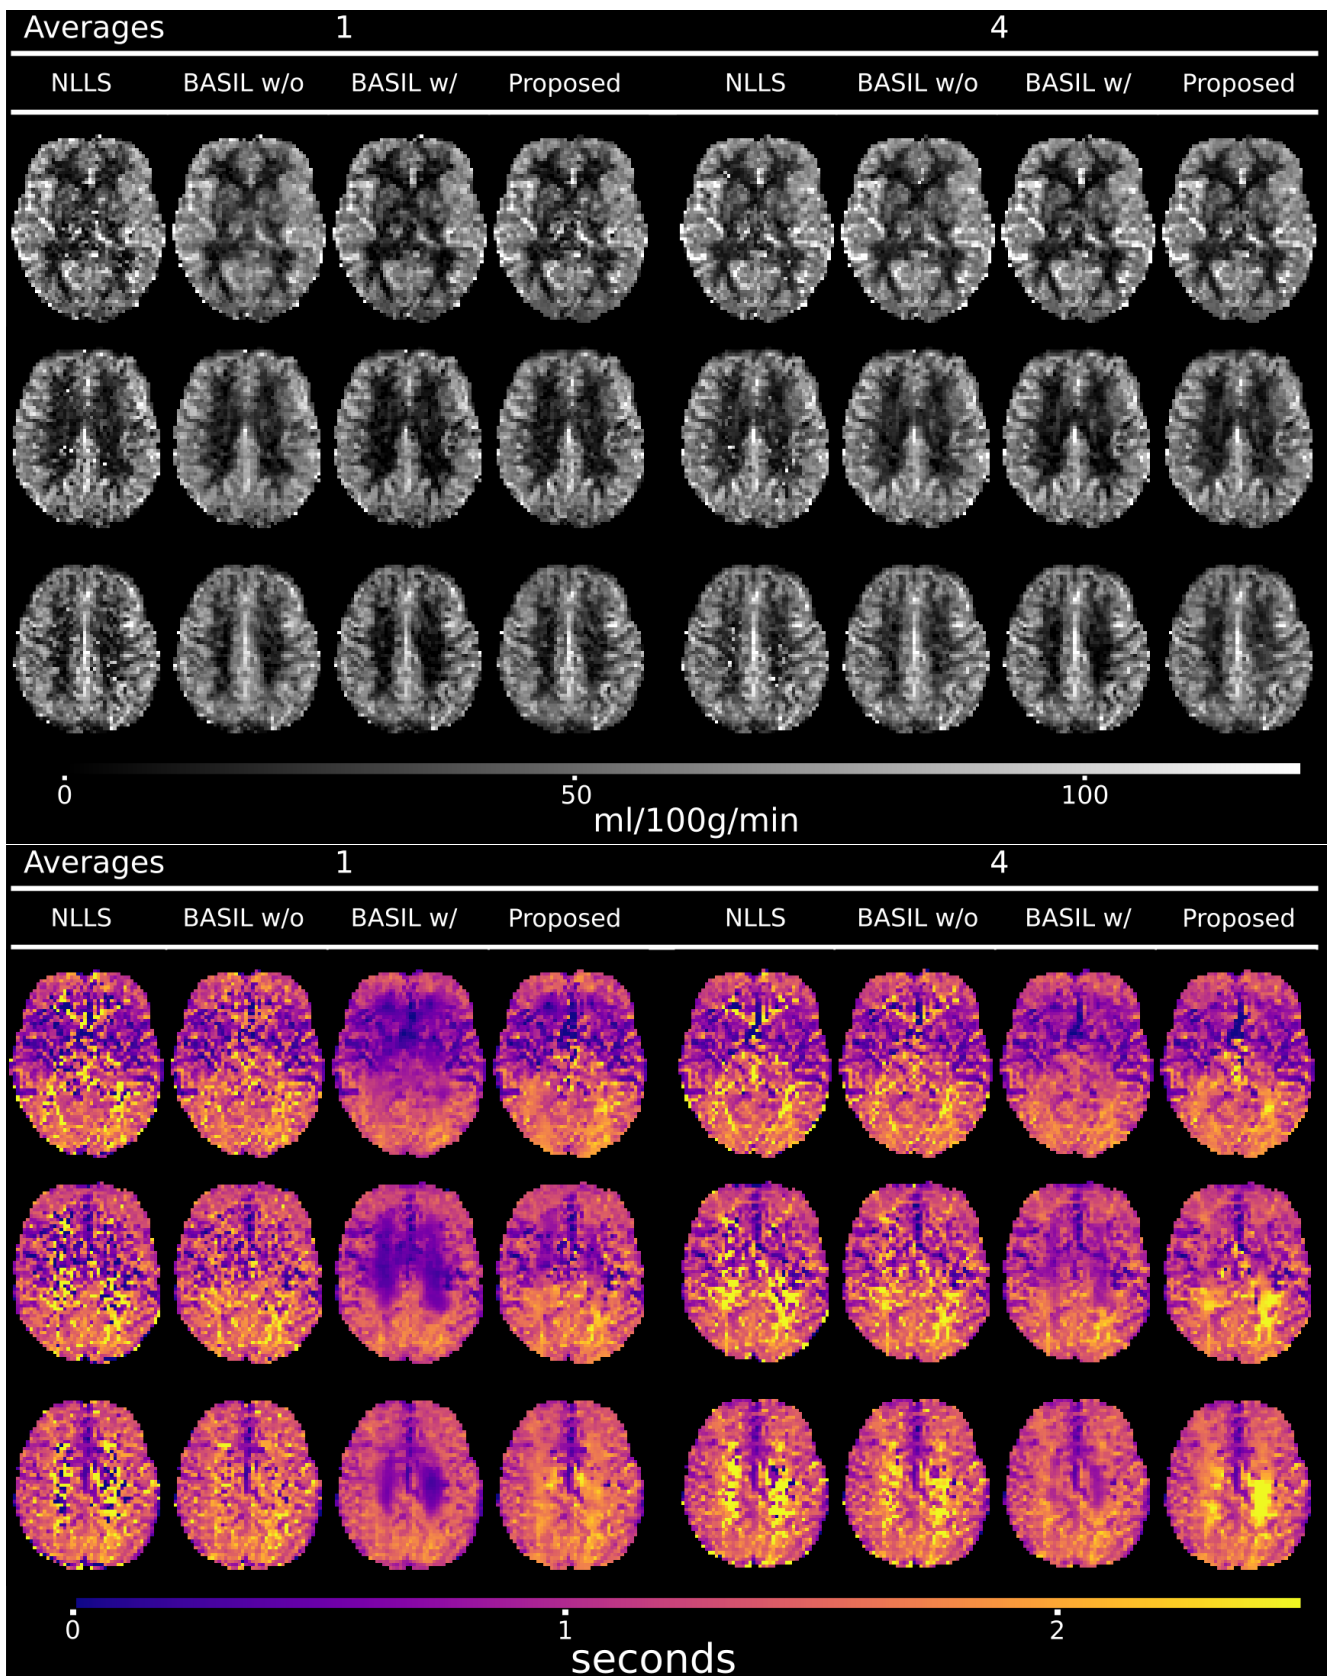 Averages 1 4
NLLS BASIL w/o BASIL w/ Proposed NLLS BASIL w/o BASIL w/ Proposed
0 50 100
ml/100g/min
Averages 1 4
NLLS BASIL w/o BASIL w/ Proposed NLLS BASIL w/o BASIL w/ Proposed
0 1 2
seconds